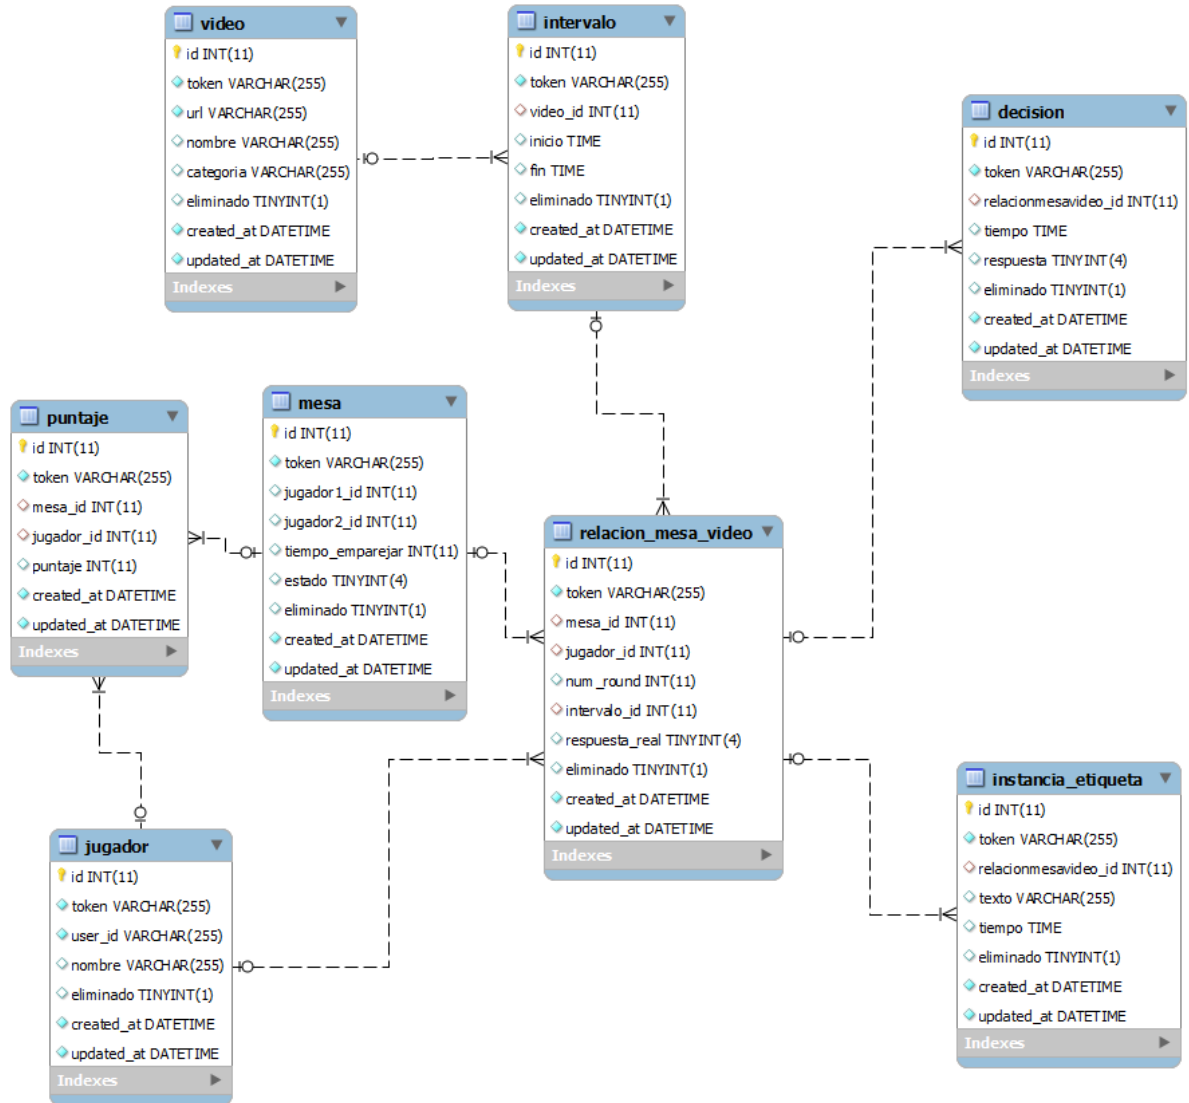 video
id INT(11)
token VARCHAR(255)
url VARCHAR(255)
nombre VARCHAR(255)
categoria VARCHAR(255)
eliminado TINYINT(1)
created_at DATETIME
updated_at DATETIME
Indexes
intervalo
id INT(11)
token VARCHAR(255)
video_id INT(11)
inicio TIME
fin TIME
eliminado TINYINT(1)
created_at DATETIME
updated_at DATETIME
Indexes
decision
id INT(11)
token VARCHAR(255)
relacionmesavideo_id INT(11)
tiempo TIME
respuesta TINYINT(4)
eliminado TINYINT(1)
created_at DATETIME
updated_at DATETIME
Indexes
puntaje
id INT(11)
token VARCHAR(255)
mesa_id INT(11)
jugador_id INT(11)
puntaje INT(11)
created_at DATETIME
updated_at DATETIME
Indexes
mesa
id INT(11)
token VARCHAR(255)
jugador1_id INT(11)
jugador2_id INT(11)
tiempo_emparejar INT(11)
estado TINYINT(4)
eliminado TINYINT(1)
created_at DATETIME
updated_at DATETIME
Indexes
relacion_mesa_video
id INT(11)
token VARCHAR(255)
mesa_id INT(11)
jugador_id INT(11)
num_round INT(11)
intervalo_id INT(11)
respuesta_real TINYINT(4)
eliminado TINYINT(1)
created_at DATETIME
updated_at DATETIME
Indexes
jugador
id INT(11)
token VARCHAR(255)
user_id VARCHAR(255)
nombre VARCHAR(255)
eliminado TINYINT(1)
created_at DATETIME
updated_at DATETIME
Indexes
instancia_etiqueta
id INT(11)
token VARCHAR(255)
relacionmesavideo_id INT(11)
texto VARCHAR(255)
tiempo TIME
eliminado TINYINT(1)
created_at DATETIME
updated_at DATETIME
Indexes